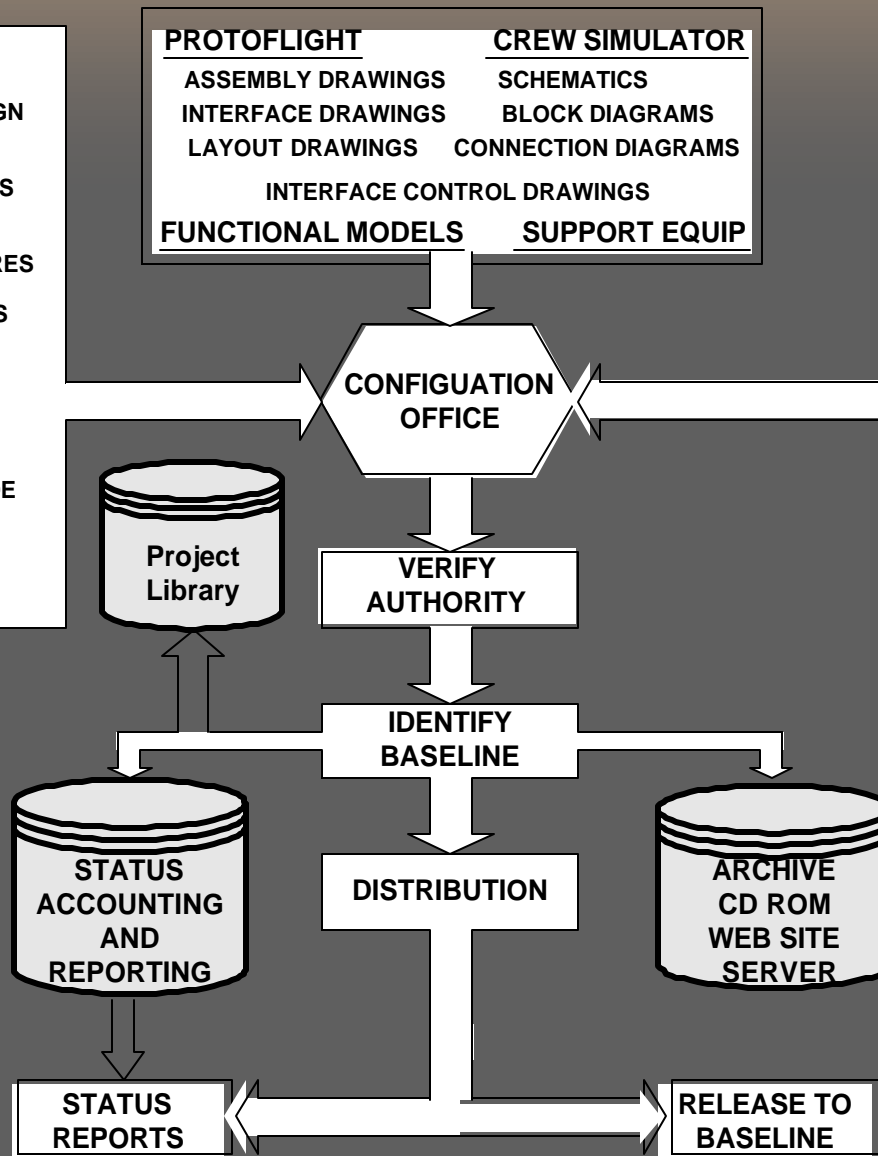 PROTOFLIGHT CREW SIMULATOR
ASSEMBLY DRAWINGS SCHEMATICS
INTERFACE DRAWINGS BLOCK DIAGRAMS
LAYOUT DRAWINGS CONNECTION DIAGRAMS
INTERFACE CONTROL DRAWINGS
FUNCTIONAL MODELS SUPPORT EQUIP
CONFIGUATION
OFFICE
Project
Library
VERIFY
AUTHORITY
IDENTIFY
BASELINE
STATUS
ACCOUNTING
AND
REPORTING
DISTRIBUTION
ARCHIVE
CD ROM
WEB SITE
SERVER
STATUS
REPORTS
RELEASE TO
BASELINE